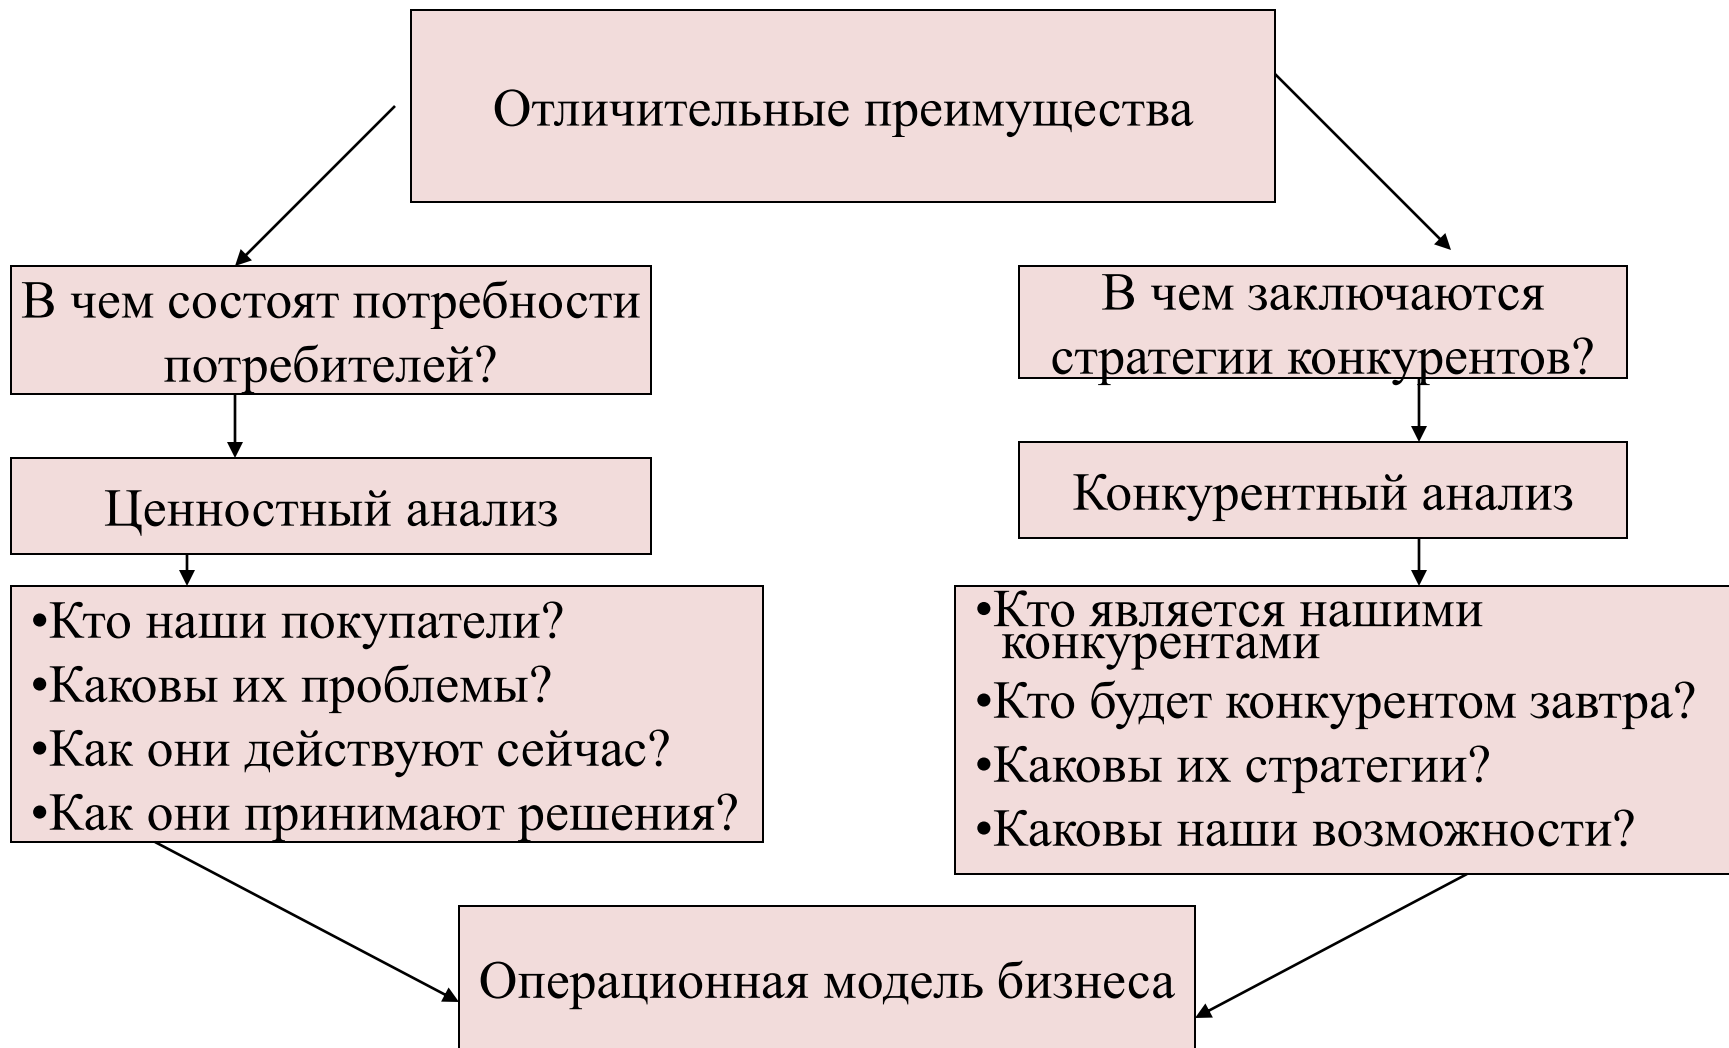 Отличительные преимущества
В чем состоят потребности
потребителей?
Ценностный анализ
•Кто наши покупатели?
•Каковы их проблемы?
•Как они действуют сейчас?
•Как они принимают решения?
В чем заключаются
стратегии конкурентов?
Конкурентный анализ
•Кто является нашими
конкурентами
•Кто будет конкурентом завтра?
•Каковы их стратегии?
•Каковы наши возможности?
Операционная модель бизнеса